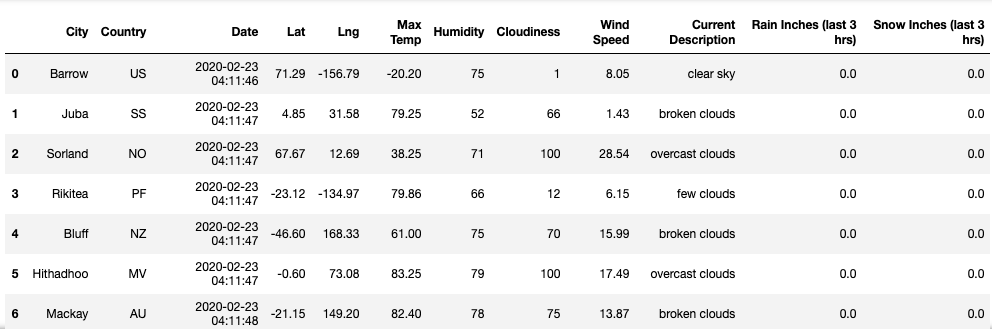 City Country Date Lat Lng Max Temp Humidity Cloudiness Wind Speed Current Description Rain Inches (last 3 hrs) Snow Inches (last 3 hrs)
0 Barrow US 2020-02-23 04:11:46 71.29 -156.79 -20.20 75 1 8.05 clear sky 0.0 0.0
1 Juba SS 2020-02-23 04:11:47 4.85 31.58 79.25 52 66 1.43 broken clouds 0.0 0.0
2 Sorland NO 2020-02-23 04:11:47 67.67 12.69 38.25 71 100 28.54 overcast clouds 0.0 0.0
3 Rikitea PF 2020-02-23 04:11:47 -23.12 -134.97 79.86 66 12 6.15 few clouds 0.0 0.0
4 Bluff NZ 2020-02-23 04:11:47 -46.60 168.33 61.00 75 70 15.99 broken clouds 0.0 0.0
5 Hithadhoo MV 2020-02-23 04:11:47 -0.60 73.08 83.25 79 100 17.49 overcast clouds 0.0 0.0
6 Mackay AU 2020-02-23 04:11:48 -21.15 149.20 82.40 78 75 13.87 broken clouds 0.0 0.0